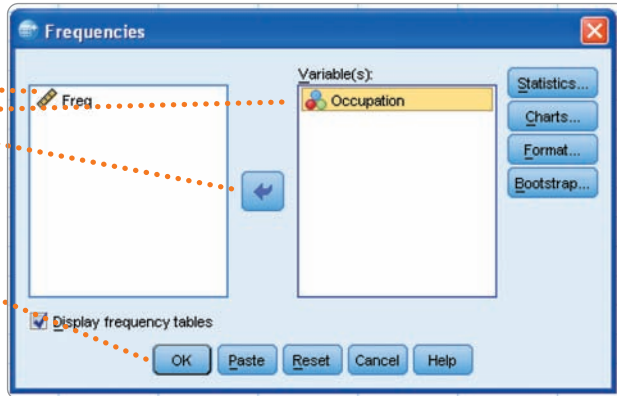 Frequencies
Variable(s):
Freq
Occupation
Statistics...
Charts...
Format...
Bootstrap...
Display frequency tables
OK Paste Reset Cancel Help